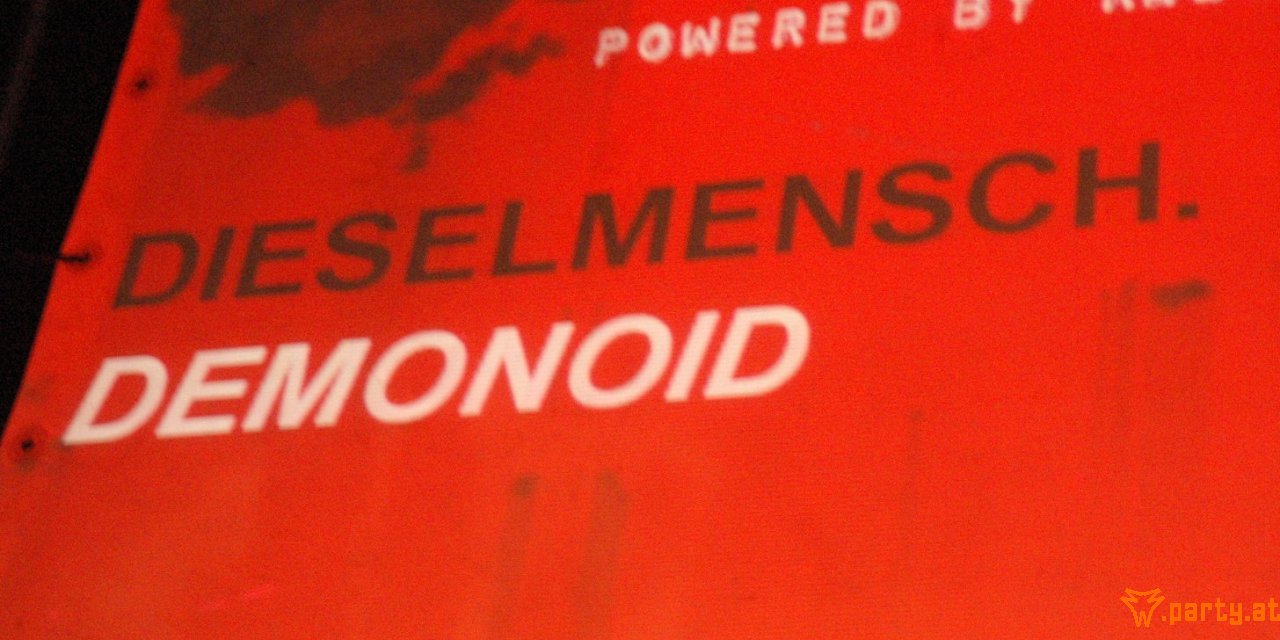 POWERED BY
DIESELMENSCH.
DEMONOID
.party.at